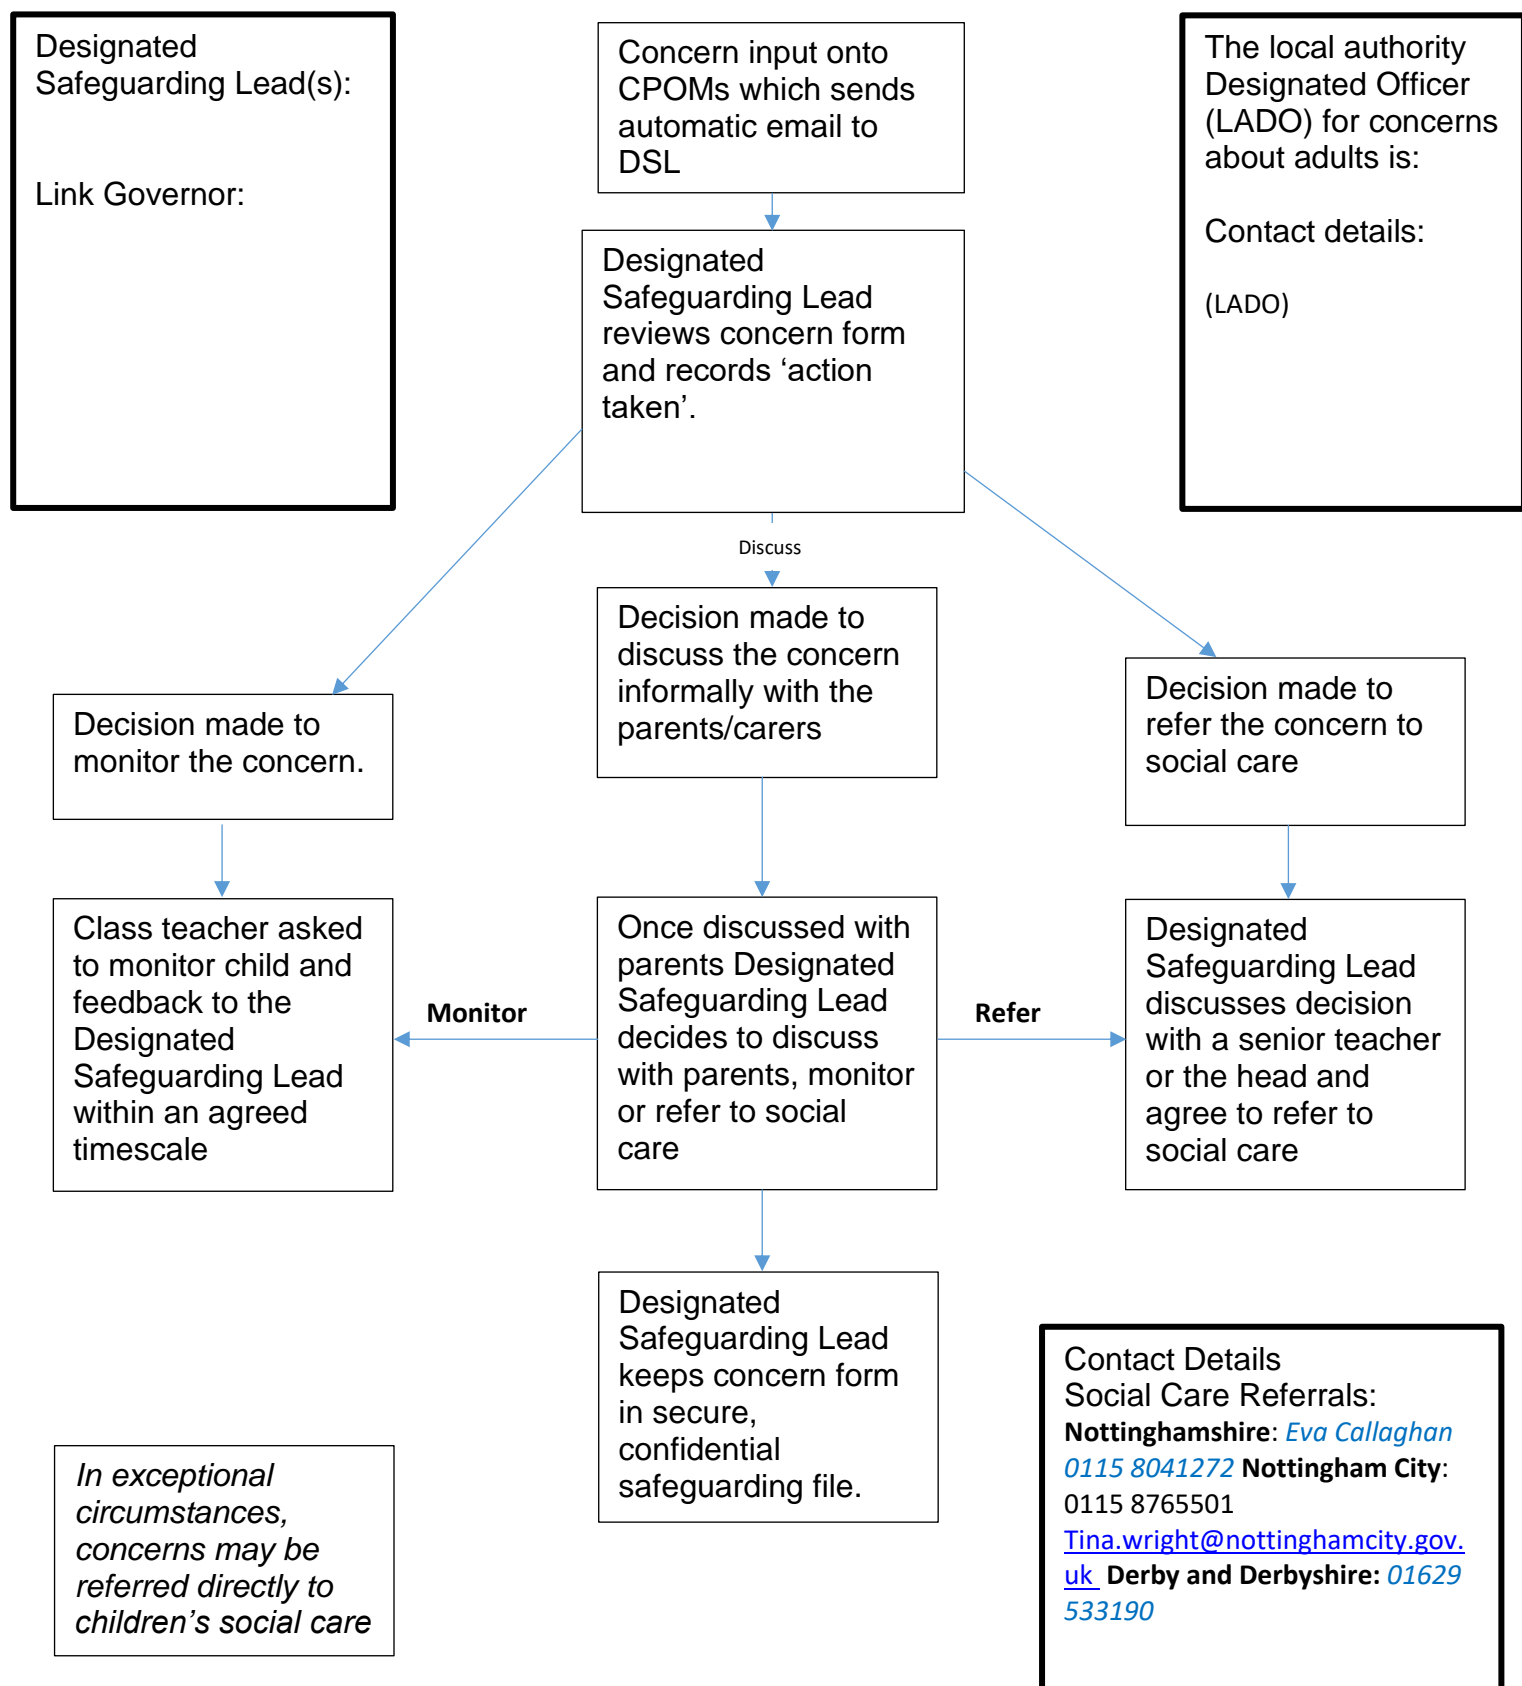 Designated
Safeguarding Lead(s):
Link Governor:
Concern input onto
CPOMs which sends
automatic email to
DSL
The local authority
Designated Officer
(LADO) for concerns
about adults is:
Contact details:
(LADO)
Designated
Safeguarding Lead
reviews concern form
and records ‘action
taken’.
Discuss
Decision made to
monitor the concern.
Decision made to
discuss the concern
informally with the
parents/carers
Decision made to
refer the concern to
social care
Class teacher asked
to monitor child and
feedback to the
Designated
Safeguarding Lead
within an agreed
timescale
Monitor
Once discussed with
parents Designated
Safeguarding Lead
decides to discuss
with parents, monitor
or refer to social
care
Refer
Designated
Safeguarding Lead
discusses decision
with a senior teacher
or the head and
agree to refer to
social care
Designated
Safeguarding Lead
keeps concern form
in secure,
confidential
safeguarding file.
In exceptional
circumstances,
concerns may be
referred directly to
children’s social care
Contact Details
Social Care Referrals:
Nottinghamshire: Eva Callaghan
0115 8041272 Nottingham City:
0115 8765501
Tina.wright@nottinghamcity.gov.
uk Derby and Derbyshire: 01629
533190